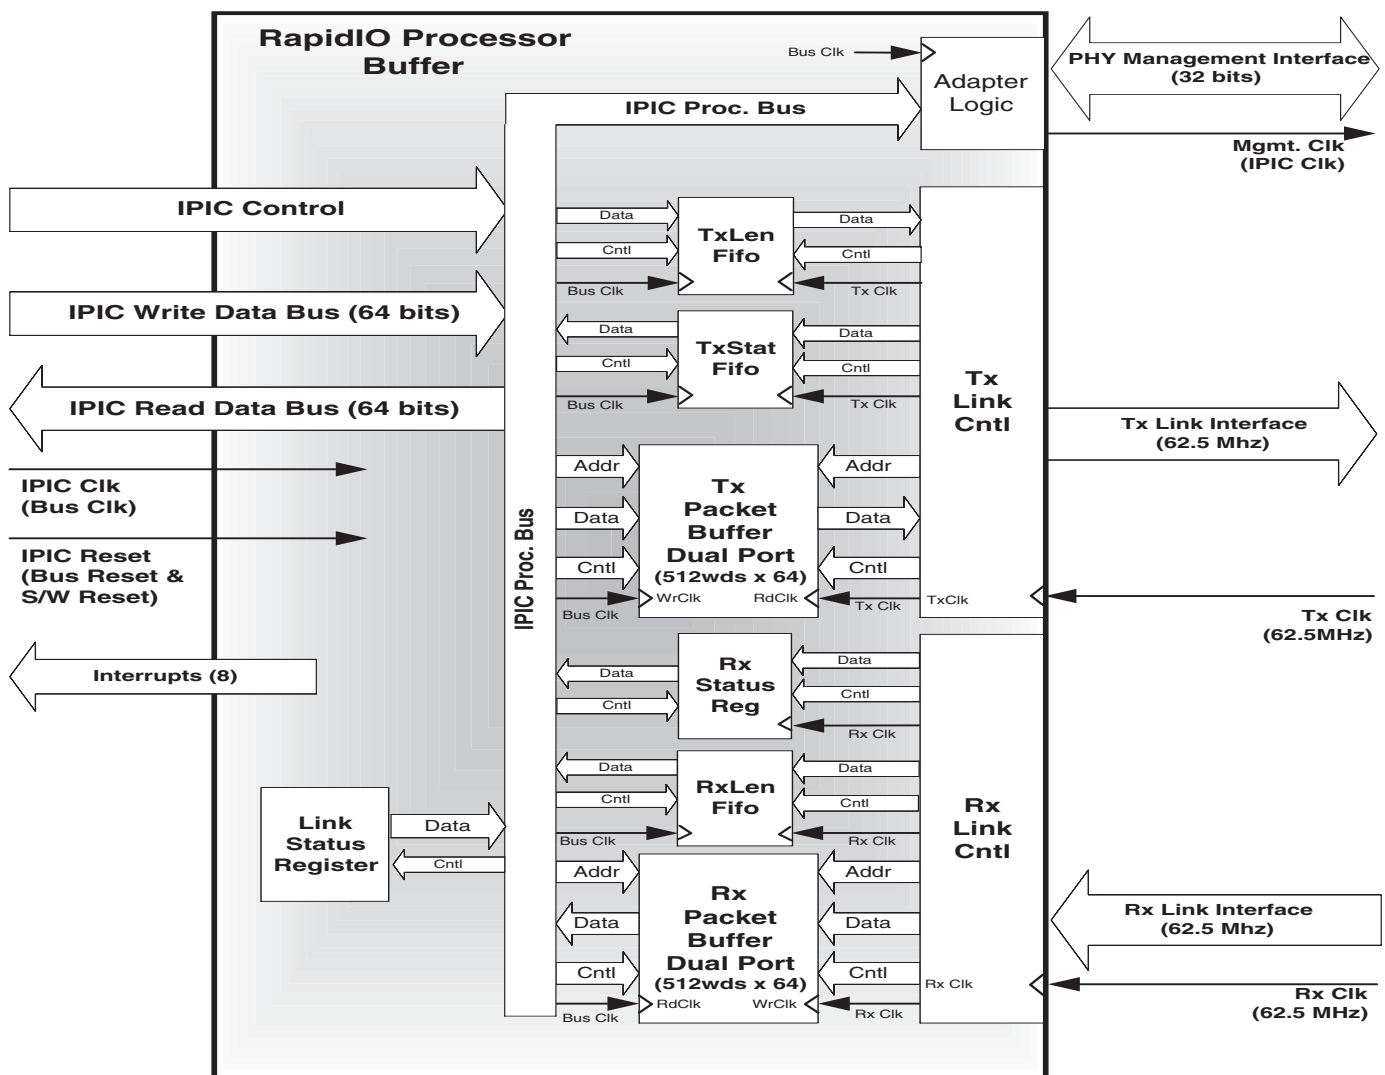 RapidIO Processor
Buffer
Bus Clk
Adapter
Logic
PHY Management Interface
(32 bits)
IPIC Proc. Bus
Mgmt. Clk
(IPIC Clk)
IPIC Control
IPIC Write Data Bus (64 bits)
IPIC Read Data Bus (64 bits)
IPIC Clk
(Bus Clk)
IPIC Reset
(Bus Reset &
S/W Reset)
Interrupts (8)
Link
Status
Register
Data
Cntl
IPIC Proc. Bus
Data
Cntl
Bus Clk
TxLen
Fifo
Data
Cntl
Tx Clk
Data
Cntl
Bus Clk
TxStat
Fifo
Data
Cntl
Tx Clk
Addr
Data
Cntl
Bus Clk
Tx
Packet
Buffer
Dual Port
(512wds x 64)
WrClk
RdClk
Addr
Data
Cntl
Tx Clk
Tx
Link
Cntl
TxClk
Tx Link Interface
(62.5 Mhz)
Tx Clk
(62.5MHz)
Data
Cntl
Rx
Status
Reg
Data
Cntl
Rx Clk
Data
Cntl
Bus Clk
RxLen
Fifo
Data
Cntl
Rx Clk
Addr
Data
Cntl
Bus Clk
Rx
Packet
Buffer
Dual Port
(512wds x 64)
RdClk
WrClk
Addr
Data
Cntl
Rx Clk
Rx
Link
Cntl
Rx Clk
Rx Link Interface
(62.5 Mhz)
Rx Clk
(62.5 MHz)